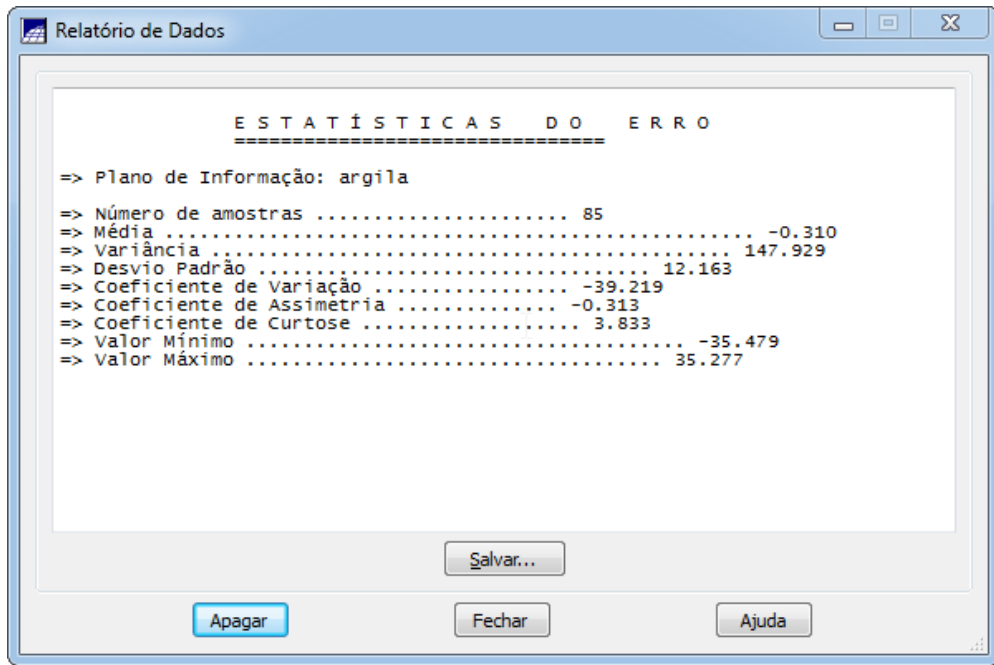 Relatório de Dados
E S T A T Í S T I C A S   D O   E R R O
================================
=> Plano de Informação: argila
=> Número de amostras ...................... 85
=> Média ................................................... -0.310
=> Variância ............................................. 147.929
=> Desvio Padrão .................................. 12.163
=> Coeficiente de Variação ................. -39.219
=> Coeficiente de Assimetria .............. -0.313
=> Coeficiente de Curtose ................... 3.833
=> Valor Mínimo ...................................... -35.479
=> Valor Máximo .................................... 35.277
Salvar...
Apagar
Fechar
Ajuda